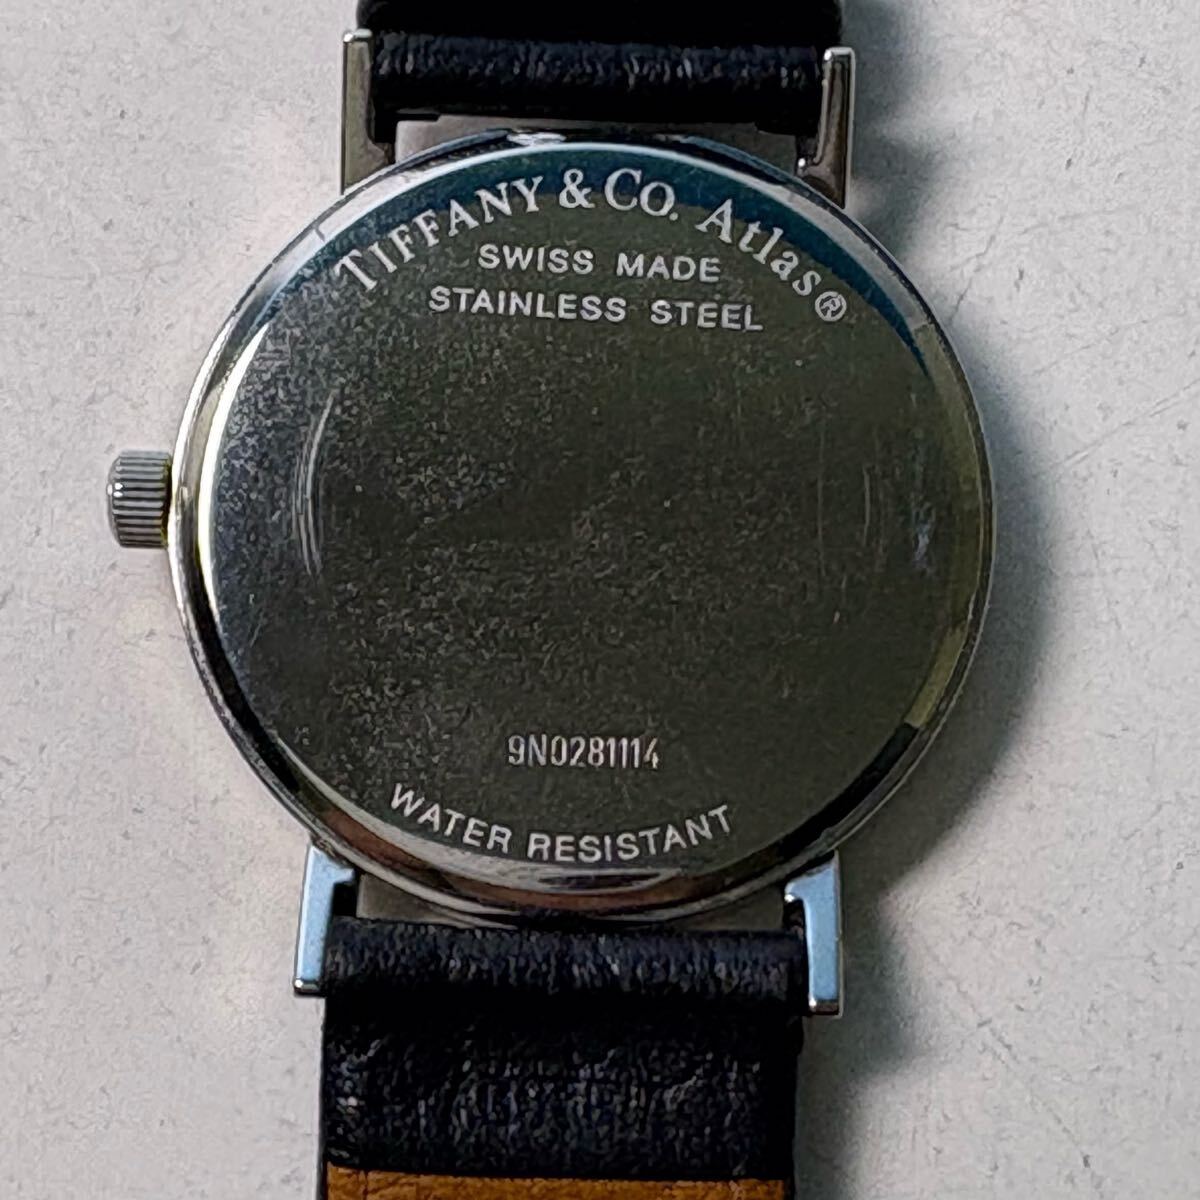 TIFFANY & CO. Atlas®
SWISS MADE
STAINLESS STEEL
9N0281114
WATER RESISTANT